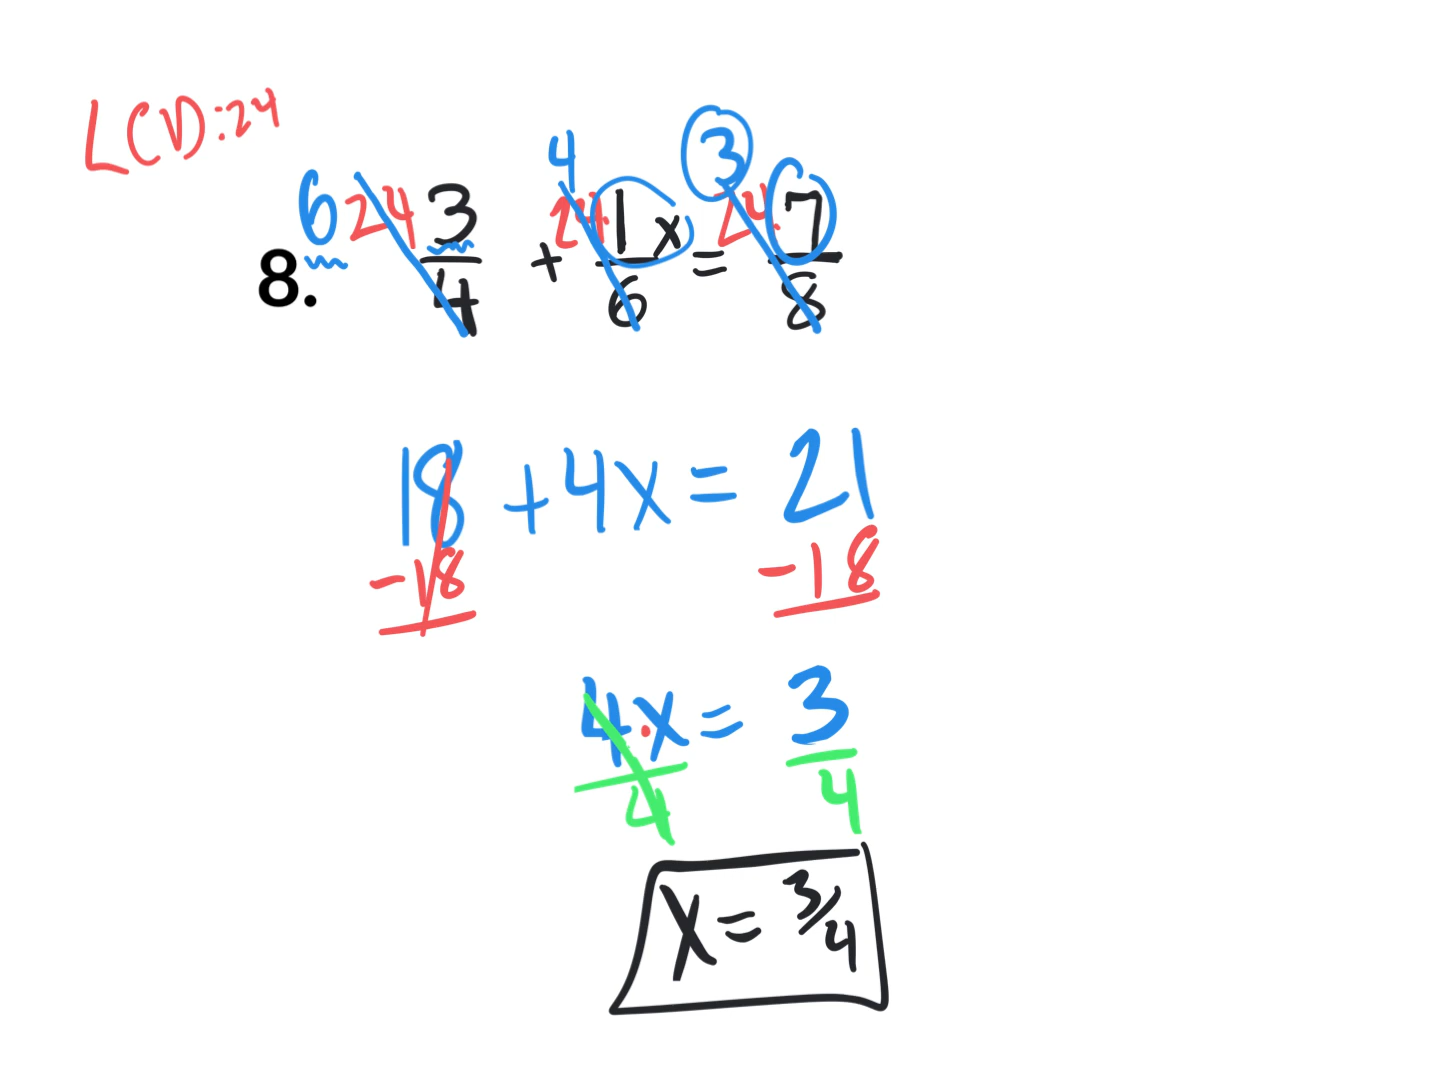 LCD: 24
8. 6 24 3/4 + 4 24 1x/6 = 3 24 · 7/8
18 + 4x = 21
-18 -18
4·x = 3
4 4
x = 3/4